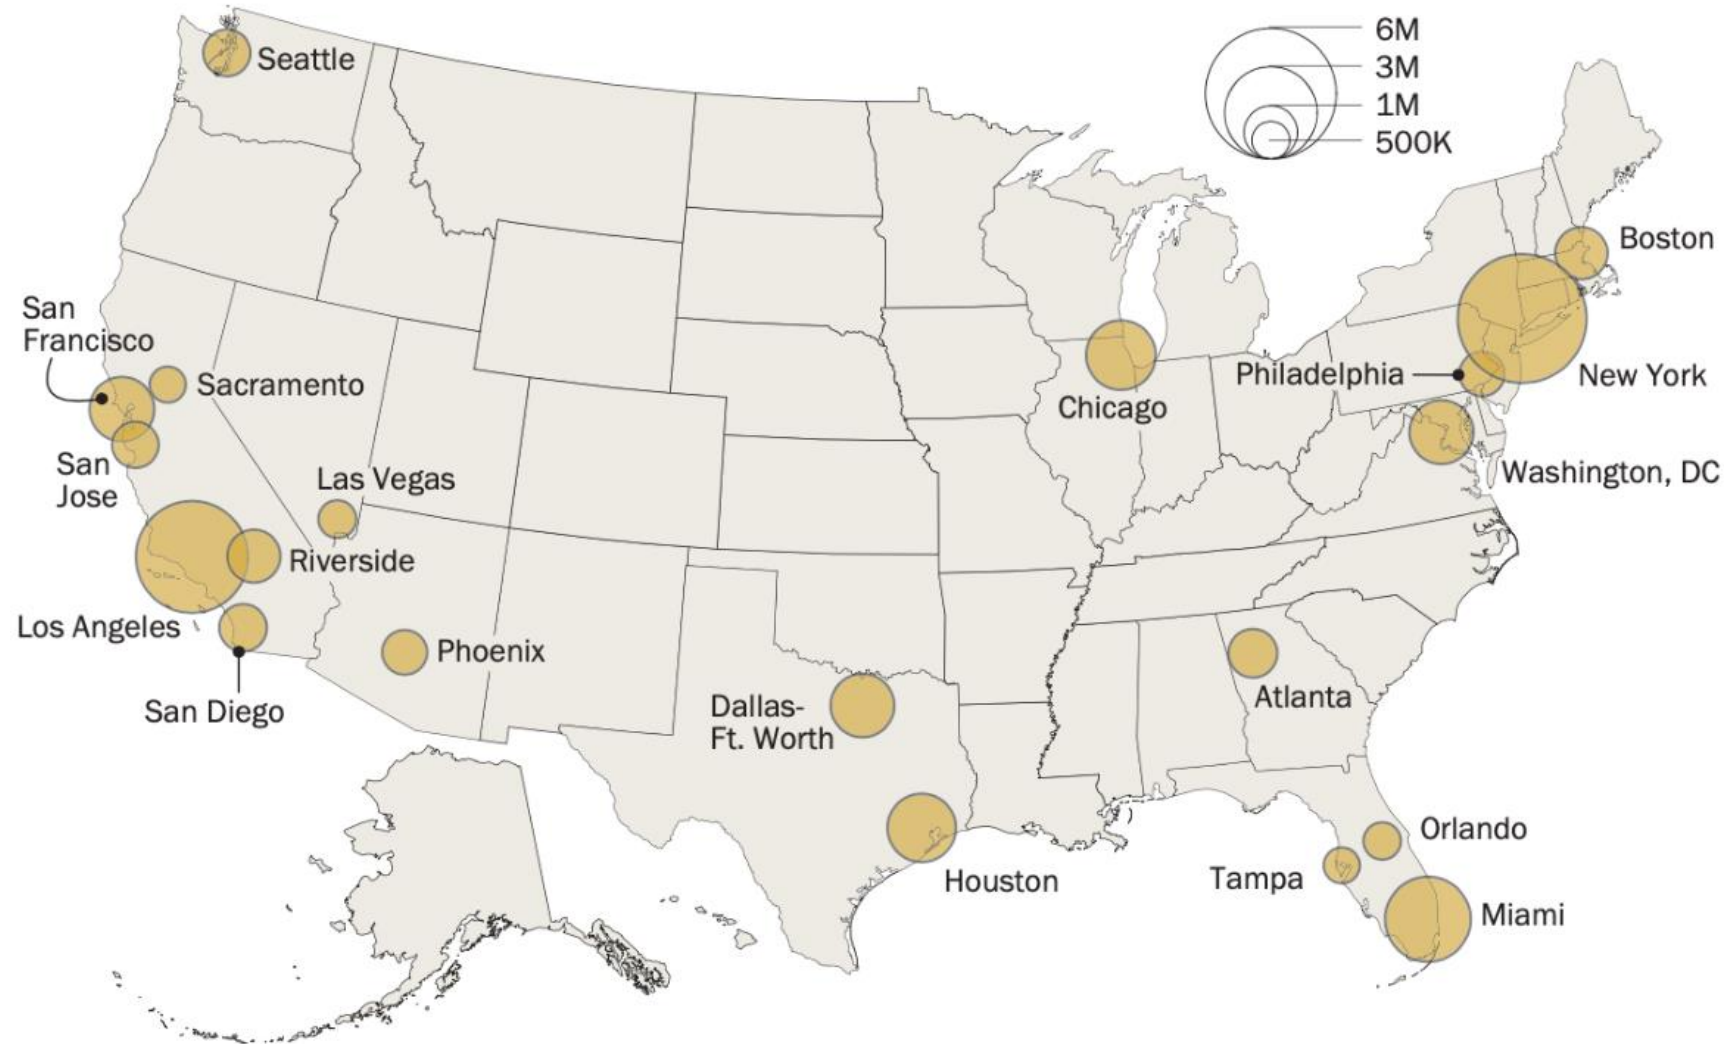 6M
3M
1M
500K
Seattle
Boston
San
Francisco
Sacramento
Philadelphia
New York
Chicago
San
Jose
Las Vegas
Washington, DC
Riverside
Los Angeles
Phoenix
San Diego
Dallas-
Ft. Worth
Atlanta
Orlando
Houston
Tampa
Miami